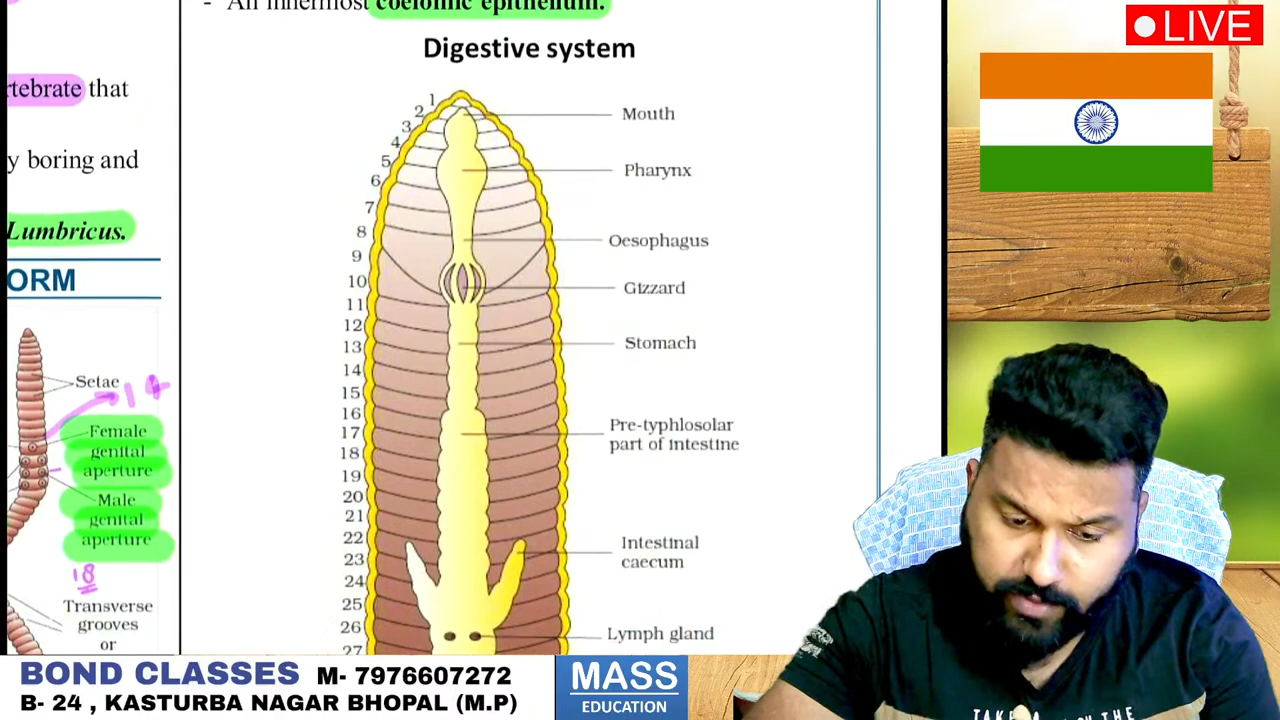 - An innermost coelomic epithelium.
Digestive system
rtebrate that
y boring and
Lumbricus.
ORM
Setae
14
Female
genital
aperture
Male
genital
aperture
18
Transverse
grooves
or
1
2
3
4
5
6
7
8
9
10
11
12
13
14
15
16
17
18
19
20
21
22
23
24
25
26
27
Mouth
Pharynx
Oesophagus
Gizzard
Stomach
Pre-typhlosolar
part of intestine
Intestinal
caecum
Lymph gland
LIVE
BOND CLASSES M- 7976607272
B- 24 , KASTURBA NAGAR BHOPAL (M.P)
MASS
EDUCATION